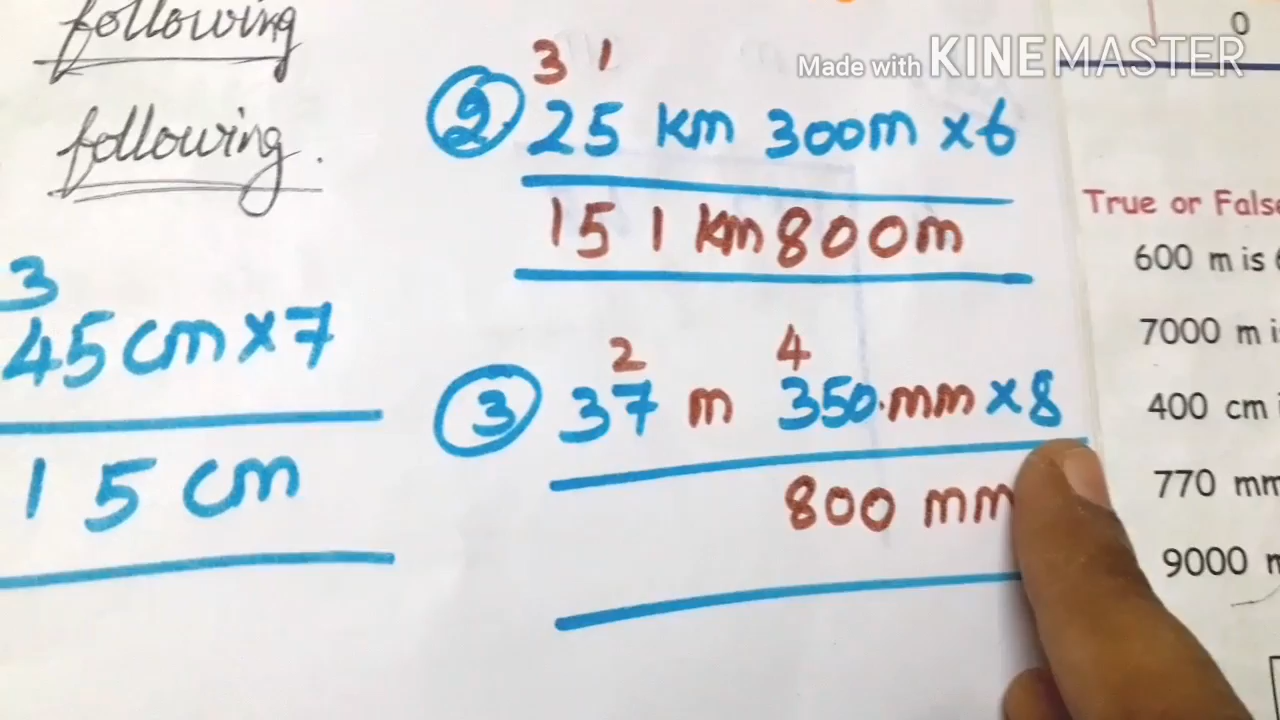 following
following.
Made with KINEMASTER
0
3 1
② 25 km 300m ×6
151 km 800m
3
45cm×7
15 cm
2 4
③ 37 m 350.mm×8
800 mm
True or False
600 m is
7000 m i
400 cm i
770 mm
9000 m